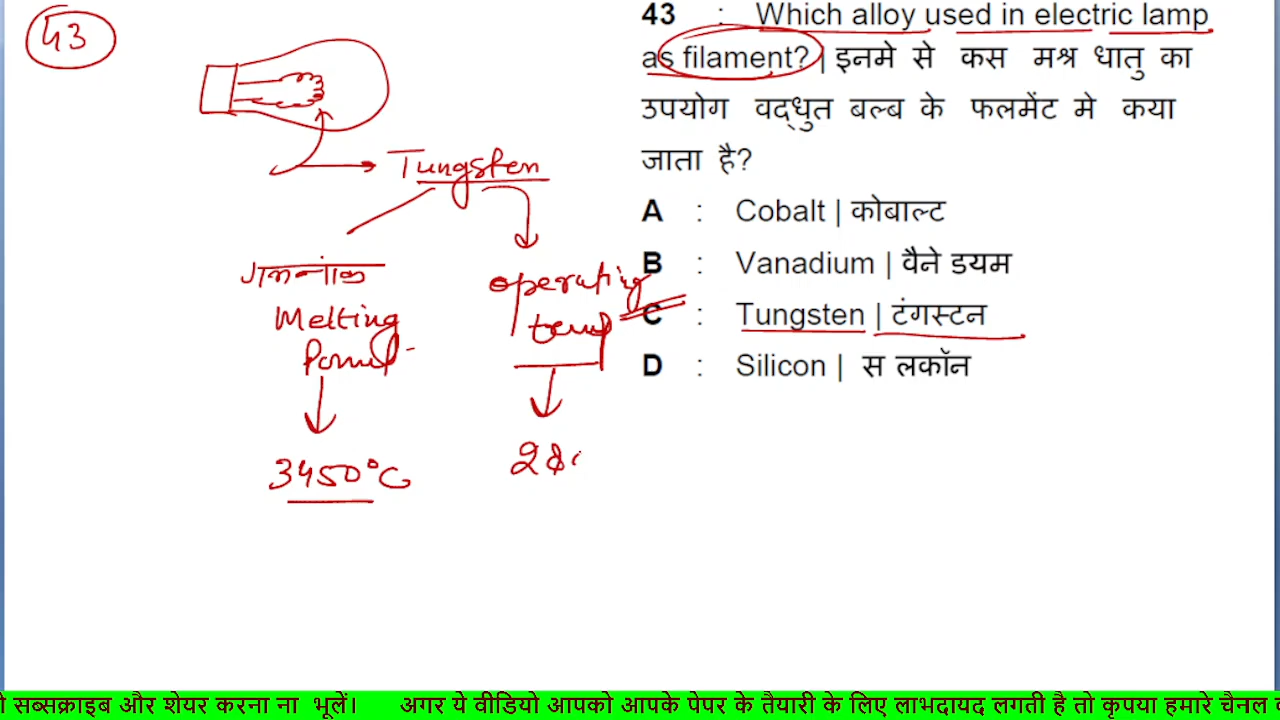 43
43 : Which alloy used in electric lamp
as filament? | इनमे से कस मश्र धातु का
उपयोग वद्धुत बल्ब के फलमेंट मे कया
जाता है?
A : Cobalt | कोबाल्ट
B : Vanadium | वैने डयम
C : Tungsten | टंगस्टन
D : Silicon | स लकॉन
Tungsten
गलनांक
Melting
Point
3450°C
operating
temp
ो सब्सक्राइब और शेयर करना ना भूलें। अगर ये वीडियो आपको आपके पेपर के तैयारी के लिए लाभदायद लगती है तो कृपया हमारे चैनल